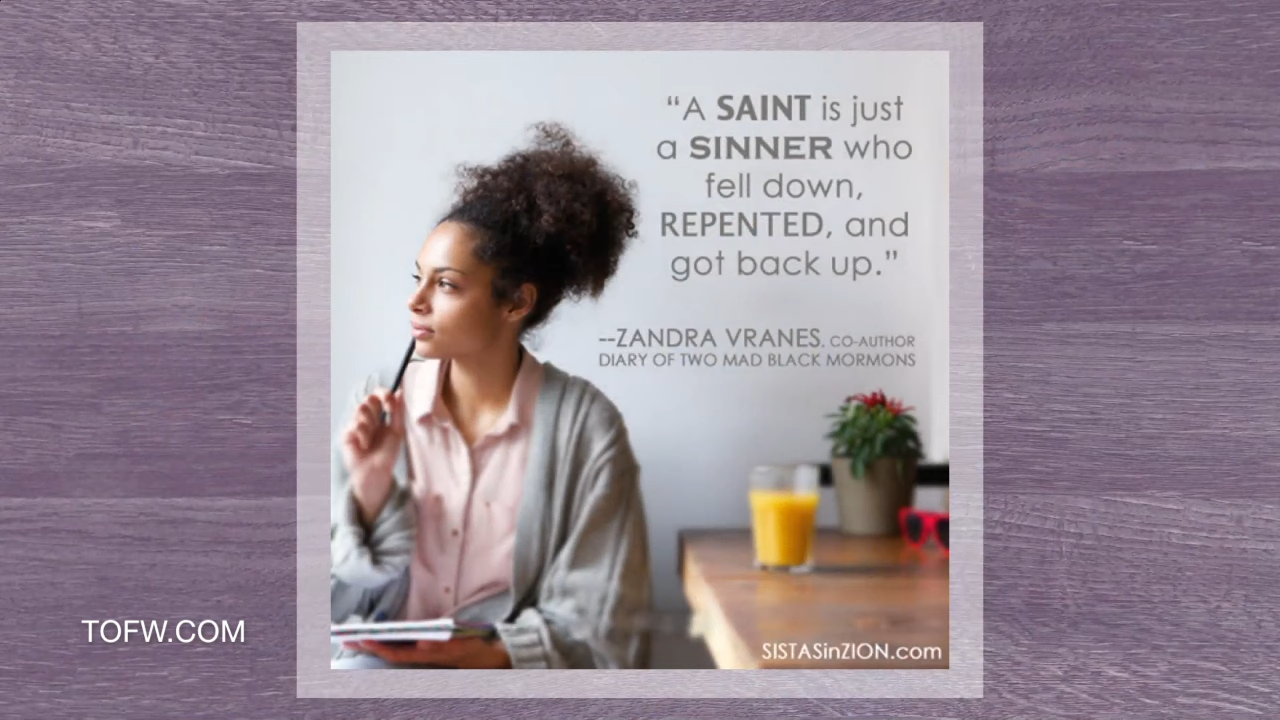 “A SAINT is just
a SINNER who
fell down,
REPENTED, and
got back up.”
--ZANDRA VRANES, CO-AUTHOR
DIARY OF TWO MAD BLACK MORMONS
SISTASinZION.com
TOFW.COM